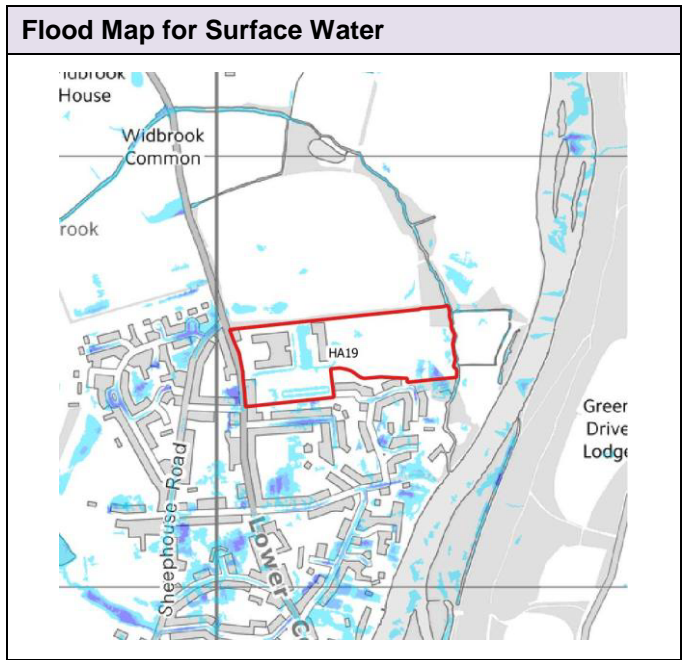 Flood Map for Surface Water
House
Widbrook
Common
rook
HA19
Green
Drive
Lodge
Sheephouse Road
Lower